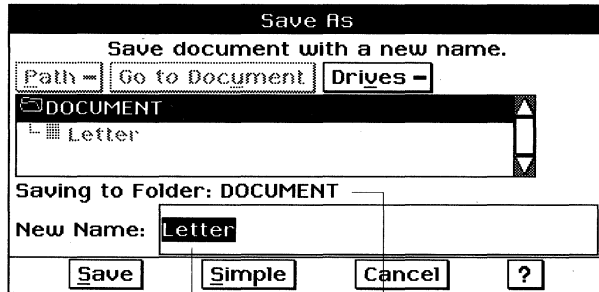 Save As
Save document with a new name.
Path Go to Document Drives
DOCUMENT
Letter
Saving to Folder: DOCUMENT
New Name: Letter
Save Simple Cancel ?